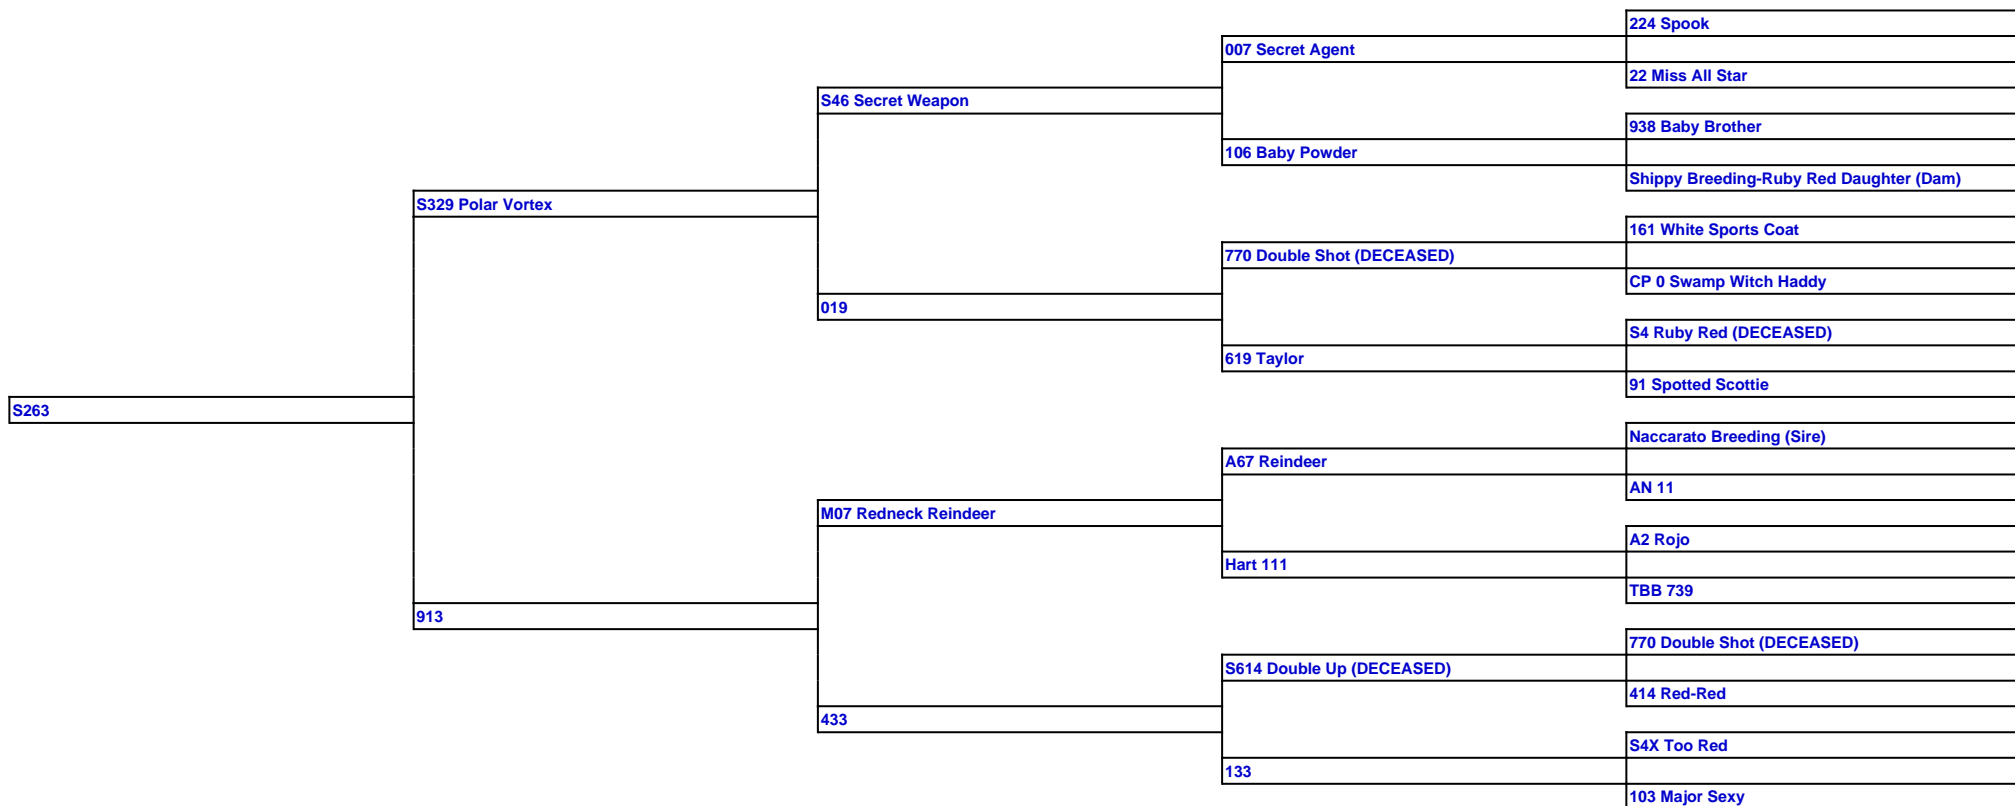 224 Spook
007 Secret Agent
22 Miss All Star
S46 Secret Weapon
938 Baby Brother
106 Baby Powder
Shippy Breeding-Ruby Red Daughter (Dam)
S329 Polar Vortex
161 White Sports Coat
770 Double Shot (DECEASED)
CP 0 Swamp Witch Haddy
019
S4 Ruby Red (DECEASED)
619 Taylor
91 Spotted Scottie
S263
Naccarato Breeding (Sire)
A67 Reindeer
AN 11
M07 Redneck Reindeer
A2 Rojo
Hart 111
TBB 739
913
770 Double Shot (DECEASED)
S614 Double Up (DECEASED)
414 Red-Red
433
S4X Too Red
133
103 Major Sexy